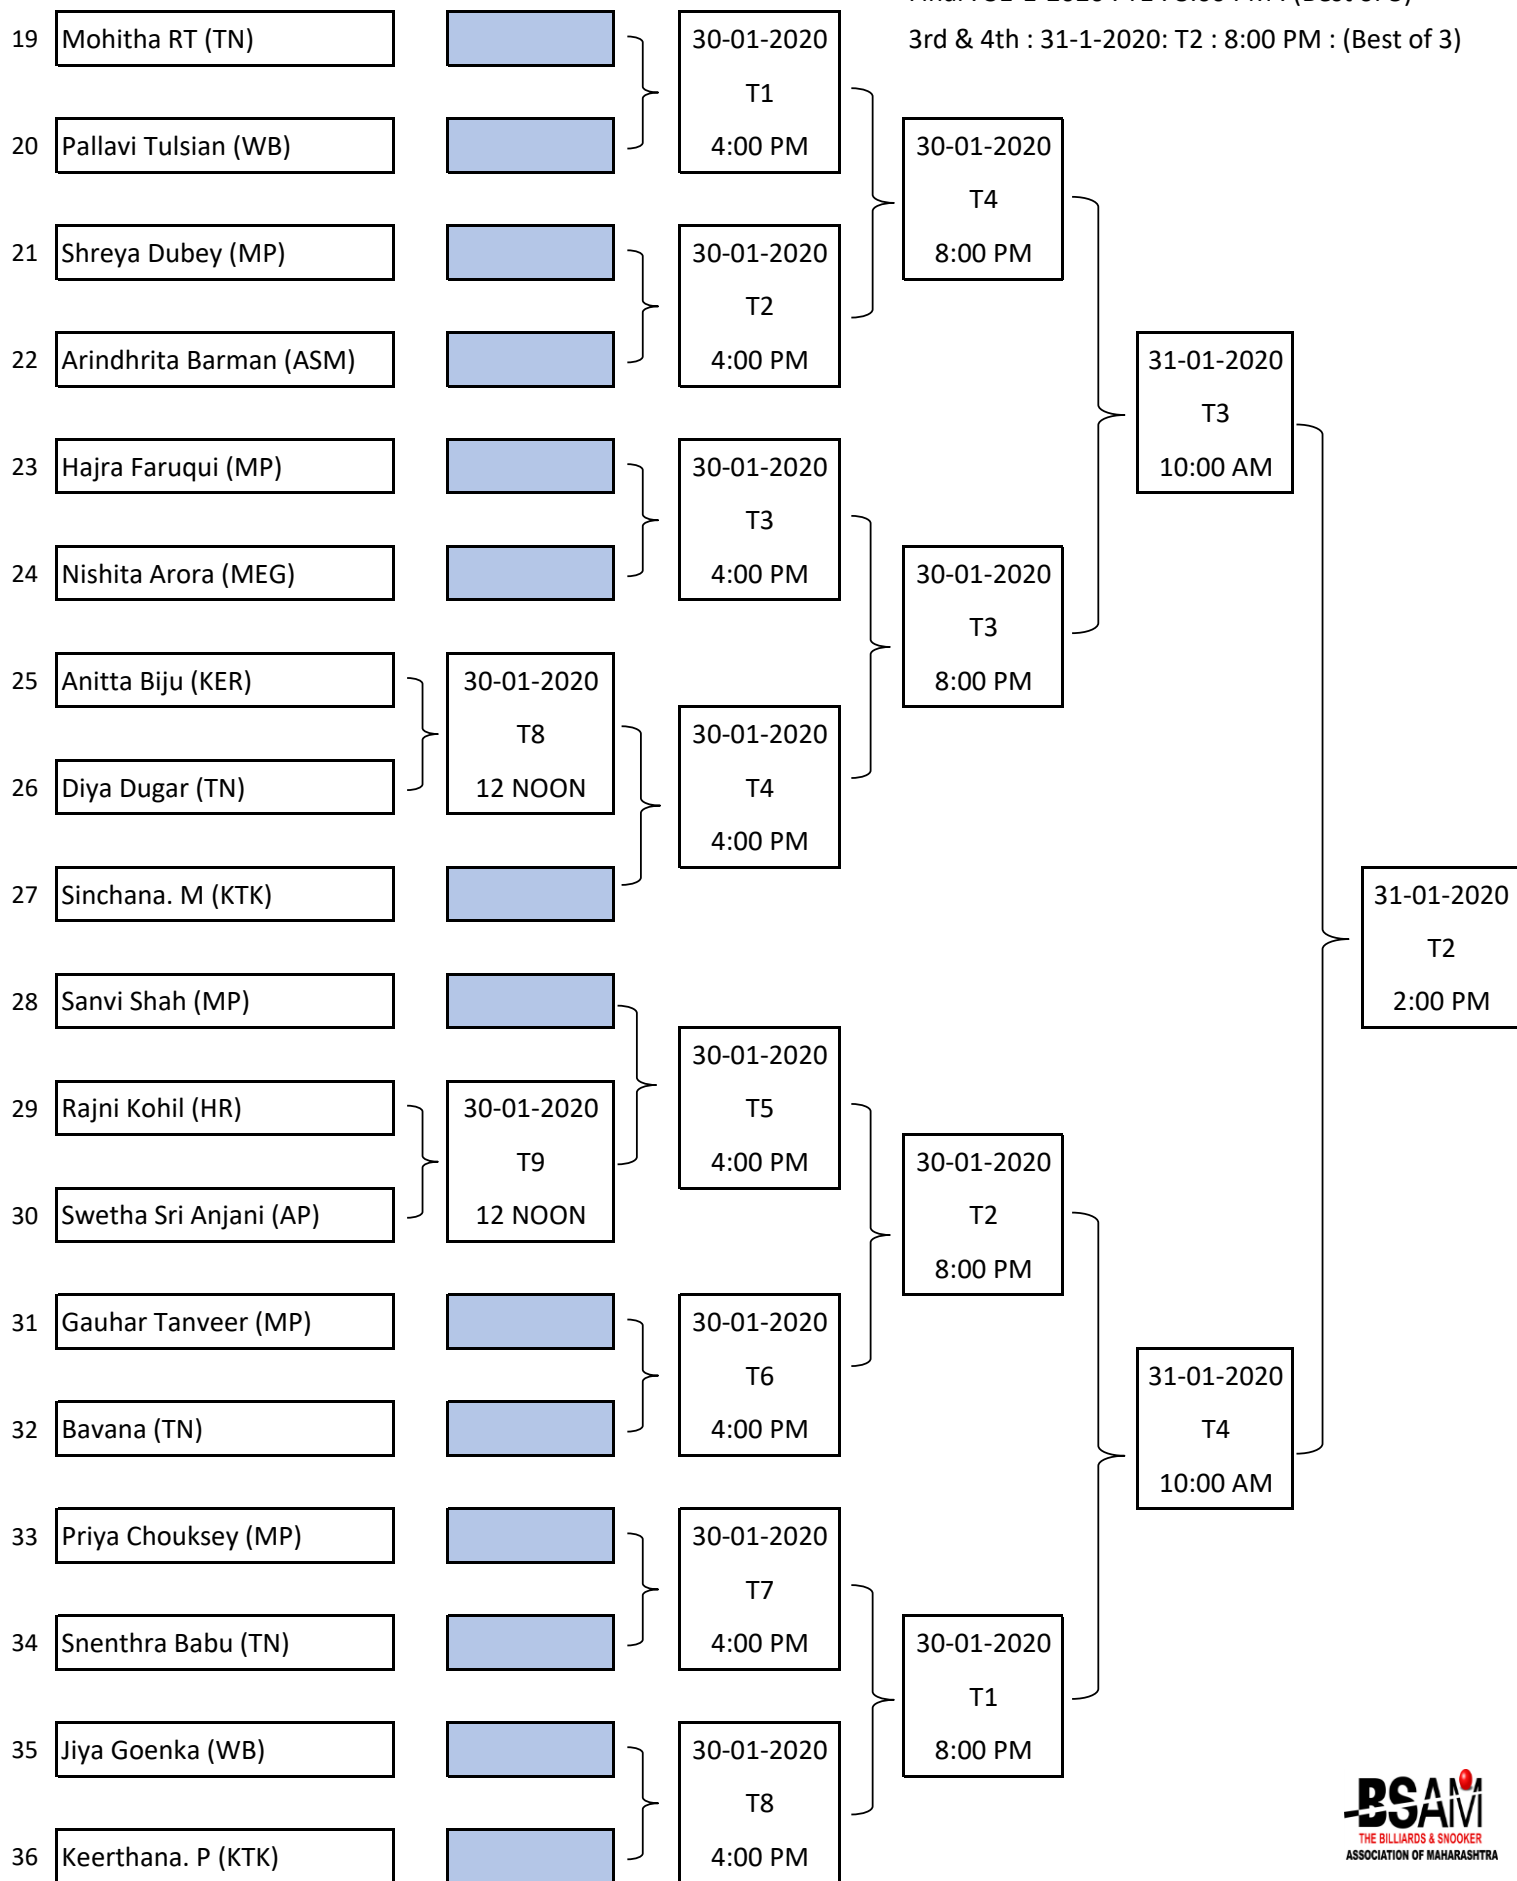 3rd & 4th : 31-1-2020: T2 : 8:00 PM : (Best of 3)
19 Mohitha RT (TN)
30-01-2020
T1
4:00 PM
20 Pallavi Tulsian (WB)
30-01-2020
T4
8:00 PM
21 Shreya Dubey (MP)
30-01-2020
T2
4:00 PM
22 Arindhrita Barman (ASM)
31-01-2020
T3
10:00 AM
23 Hajra Faruqui (MP)
30-01-2020
T3
4:00 PM
24 Nishita Arora (MEG)
30-01-2020
T3
8:00 PM
25 Anitta Biju (KER)
30-01-2020
T8
12 NOON
26 Diya Dugar (TN)
30-01-2020
T4
4:00 PM
27 Sinchana. M (KTK)
31-01-2020
T2
2:00 PM
28 Sanvi Shah (MP)
30-01-2020
T5
4:00 PM
29 Rajni Kohil (HR)
30-01-2020
T9
12 NOON
30 Swetha Sri Anjani (AP)
30-01-2020
T2
8:00 PM
31 Gauhar Tanveer (MP)
30-01-2020
T6
4:00 PM
32 Bavana (TN)
31-01-2020
T4
10:00 AM
33 Priya Chouksey (MP)
30-01-2020
T7
4:00 PM
34 Snenthra Babu (TN)
30-01-2020
T1
8:00 PM
35 Jiya Goenka (WB)
30-01-2020
T8
4:00 PM
36 Keerthana. P (KTK)
BSAM
THE BILLIARDS & SNOOKER
ASSOCIATION OF MAHARASHTRA